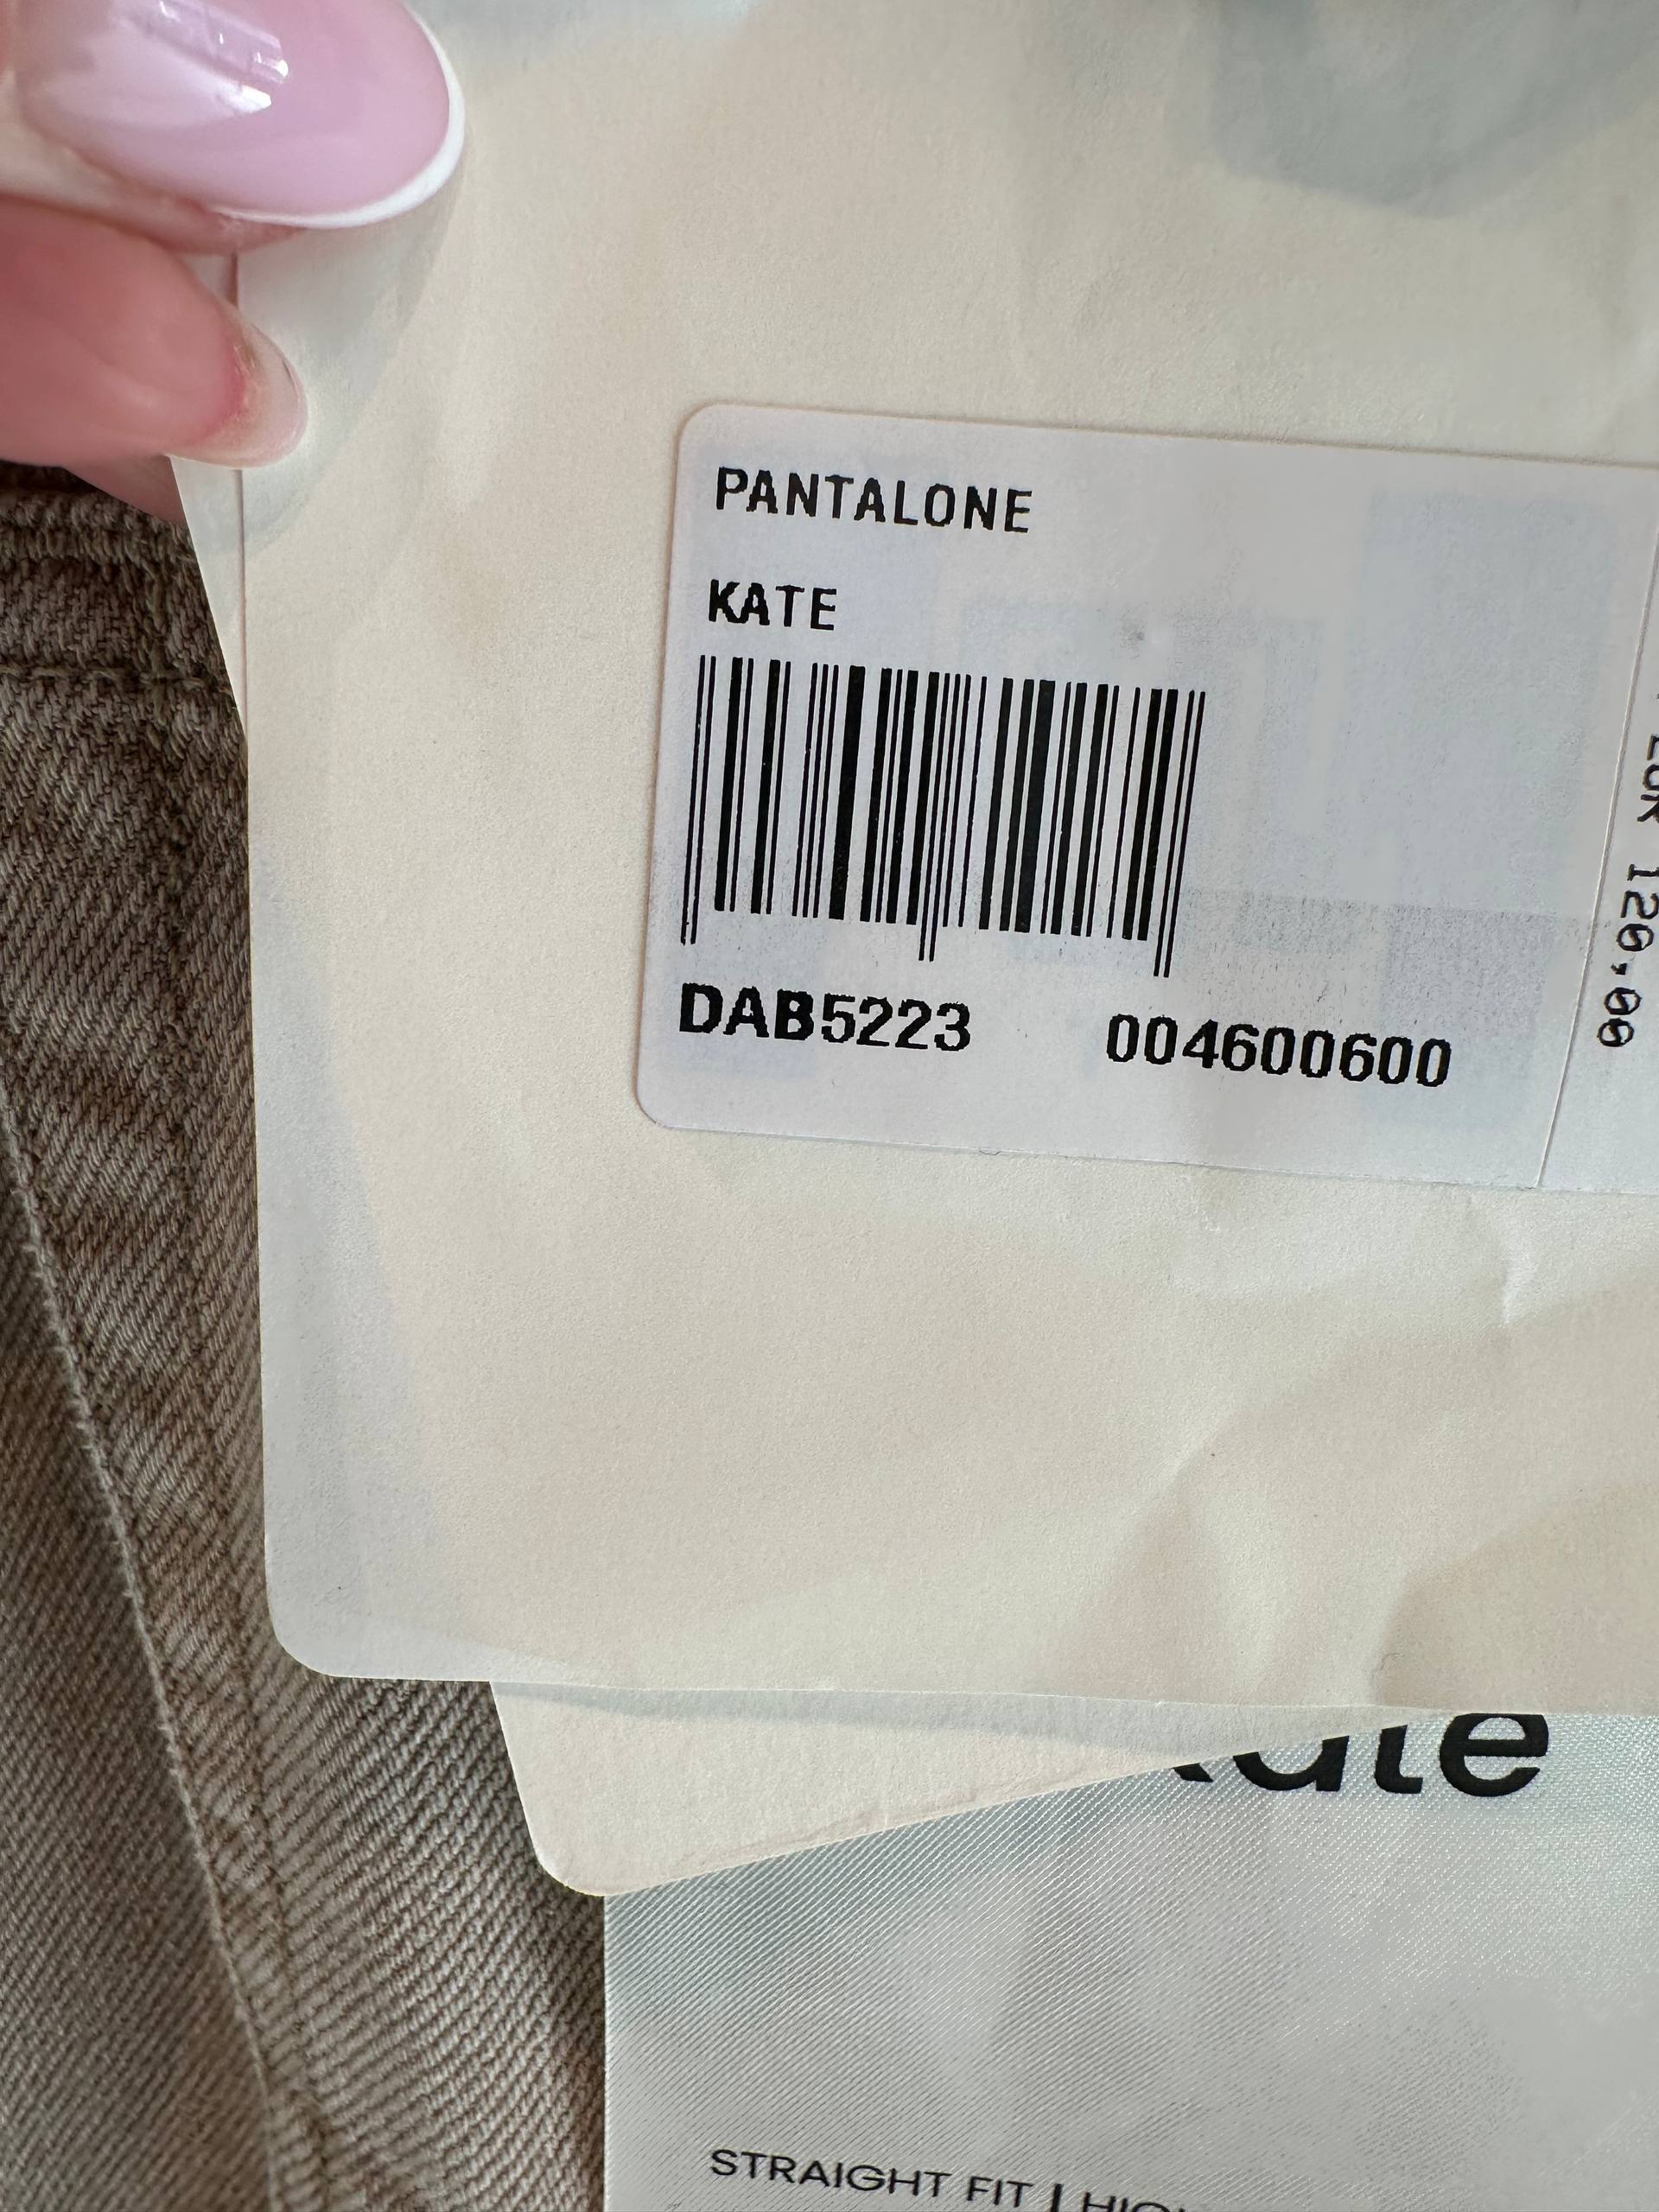 PANTALONE
KATE
DAB5223 004600600
EUR 120,00
STRAIGHT FIT |